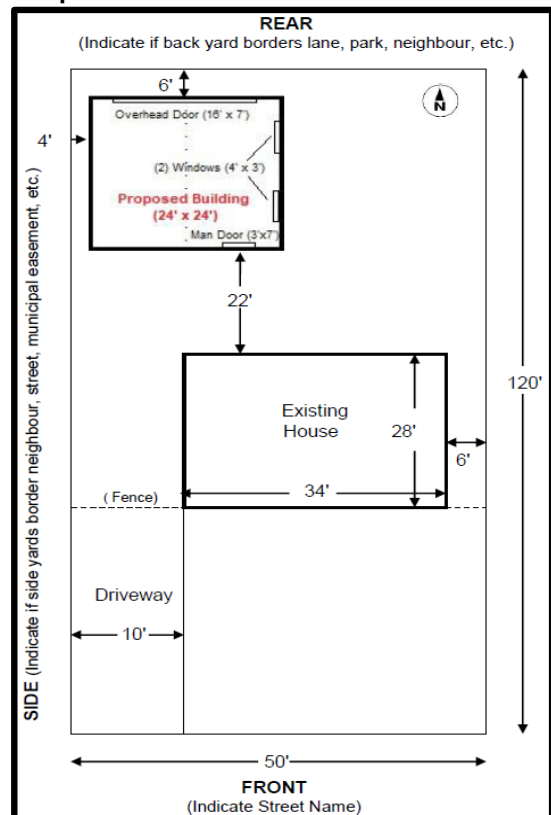 REAR
(Indicate if back yard borders lane, park, neighbour, etc.)
6'
N
Overhead Door (16' x 7')
4'
(2) Windows (4' x 3')
Proposed Building
(24' x 24')
Man Door (3'x7')
22'
SIDE (Indicate if side yards border neighbour, street, municipal easement, etc.)
120'
Existing
House
28'
6'
34'
( Fence)
Driveway
10'
50'
FRONT
(Indicate Street Name)